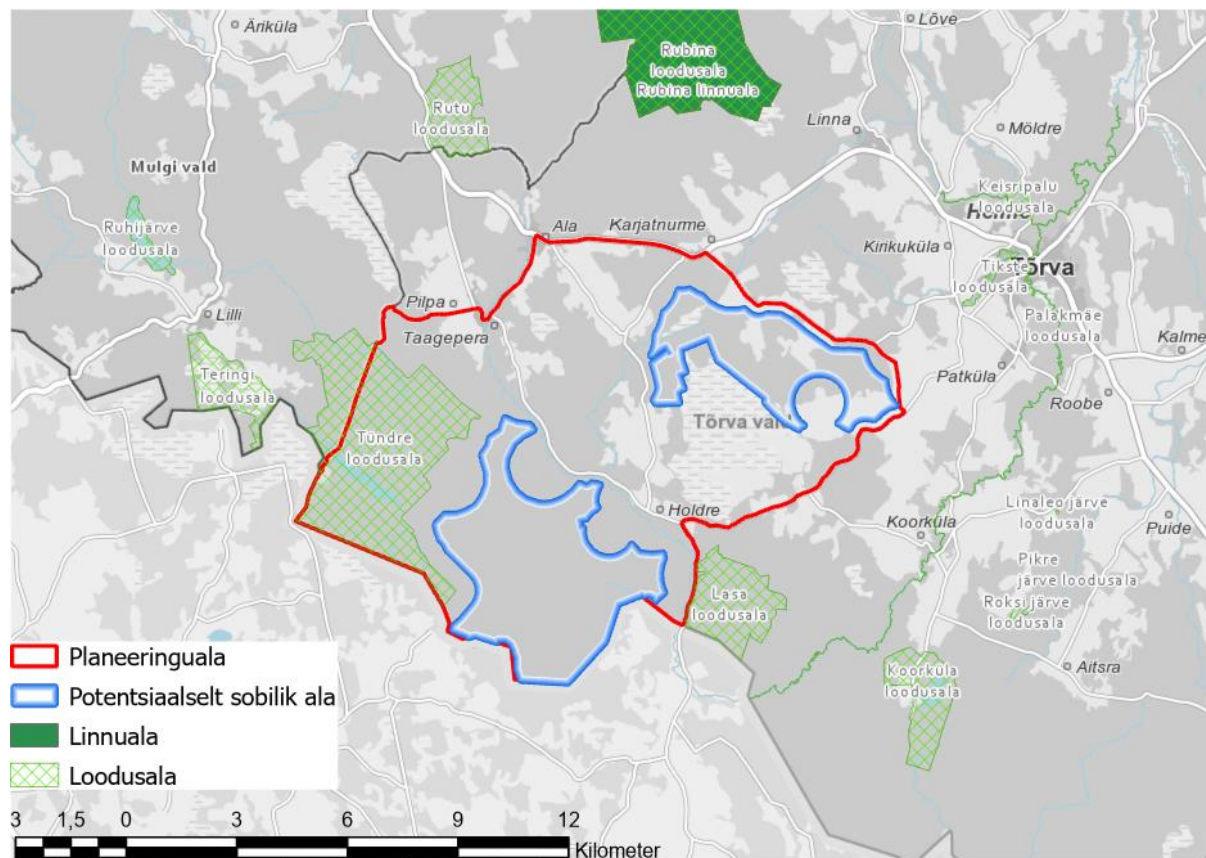 Äriküla
Lõve
Rubina
loodusala
Rubina linnuala
Rutu
loodusala
Linna
Möldre
Mulgi vald
Keisripalu
loodusala
Helme
Ruhijärve
loodusala
Ala
Karjatnurme
Kirikuküla
Tikste
loodusala
Tõrva
Pilpa
Lilli
Taagepera
Palakmäe
loodusala
Kalme
Teringi
loodusala
Patküla
Roobe
Tündre
loodusala
Tõrva vald
Holdre
Koorküla
Linaleo järve
loodusala
Puide
Pikre
järve loodusala
Lasa
loodusala
Roksi järve
loodusala
Koorküla
loodusala
Aitsra
Planeeringuala
Potentsiaalselt sobilik ala
Linnuala
Loodusala
3 1,5 0 3 6 9 12
Kilometer